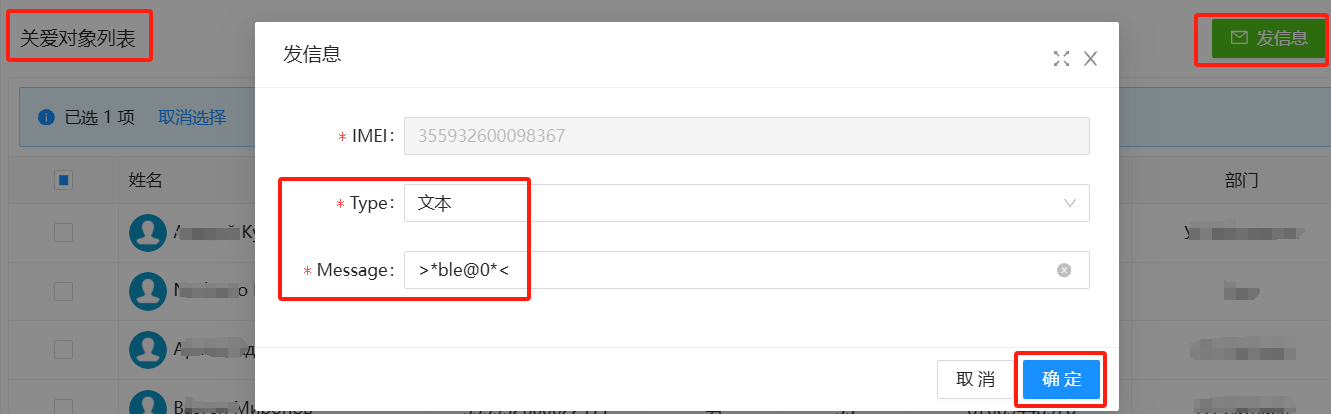 关爱对象列表
发信息
发信息
已选 1 项 取消选择
* IMEI:
355932600098367
姓名
部门
* Type:
文本
* Message:
>*ble@0*<
取 消
确 定